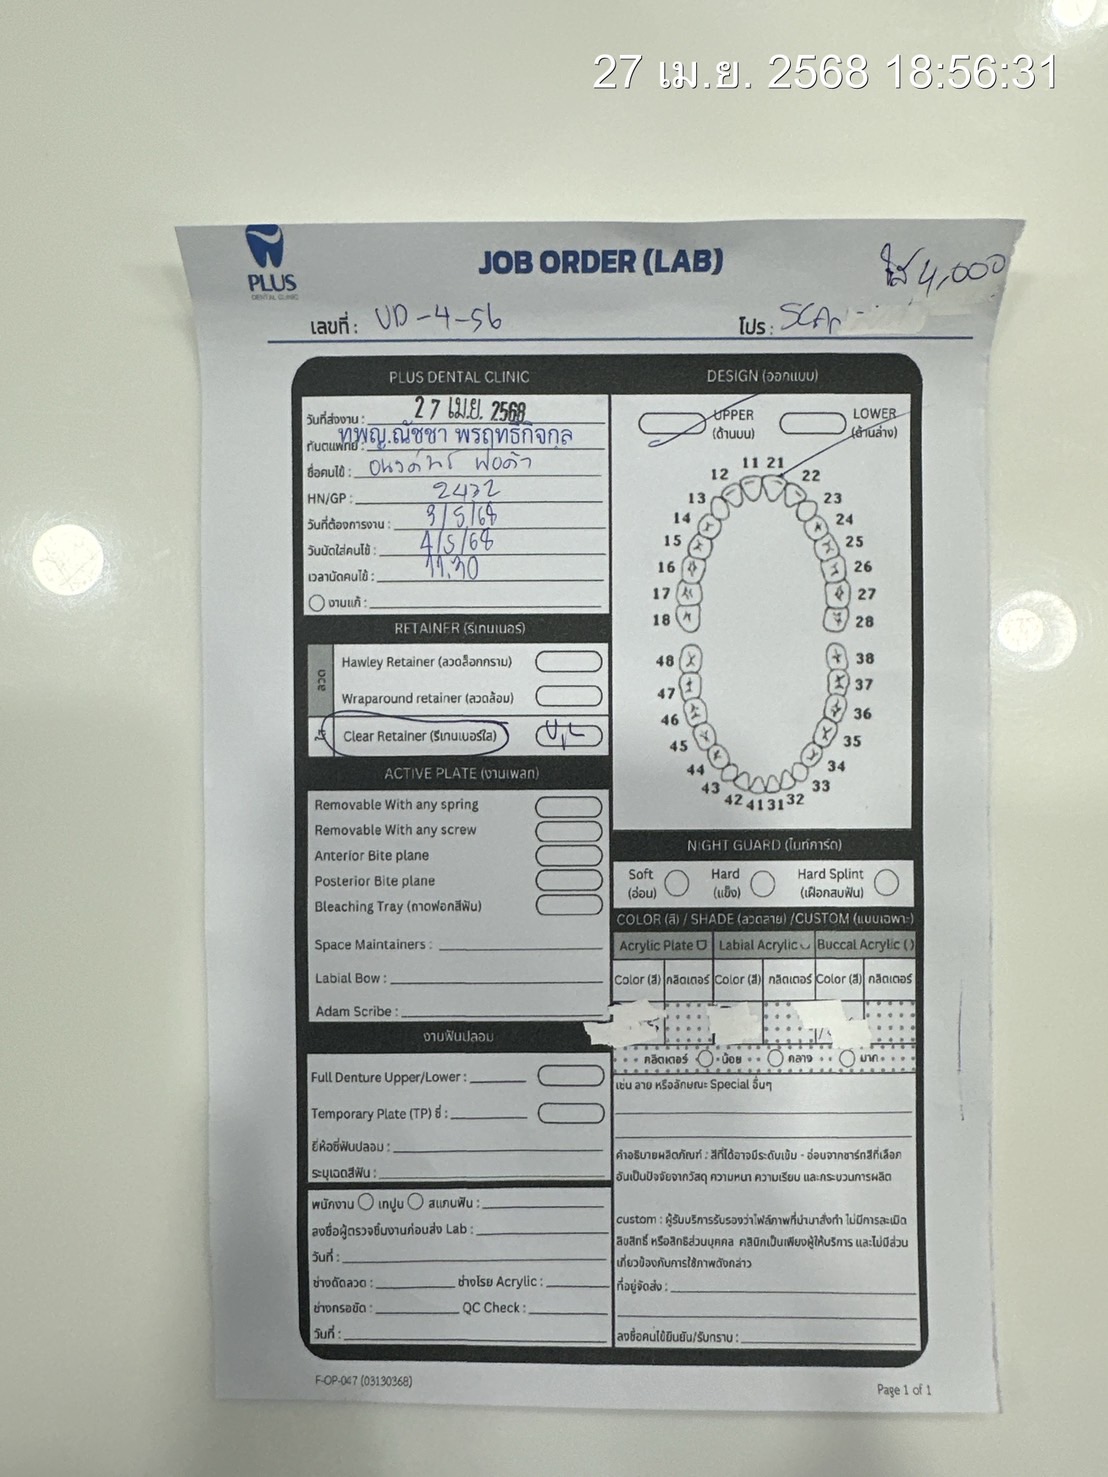 27 เม.ย. 2568 18:56:31
PLUS
DENTAL CLINIC
JOB ORDER (LAB)
ใส 4,000
เลขที่ : UD-4-56
โปร : SCAN
PLUS DENTAL CLINIC
วันที่ส่งงาน : 27 เม.ย. 2568
ทันตแพทย์ : ทพญ.ณัชชา พรฤทธิ์กิจกุล
ชื่อคนไข้ :
HN/GP : 2472
วันที่ต้องการงาน : 3/5/68
วันนัดใส่คนไข้ : 4/5/68
เวลานัดคนไข้ : 11.30
งานแก้ :
RETAINER (รีเทนเนอร์)
ลวด
Hawley Retainer (ลวดล็อกกราม)
Wraparound retainer (ลวดล้อม)
ใส
Clear Retainer (รีเทนเนอร์ใส) U,L
ACTIVE PLATE (งานเพลท)
Removable With any spring
Removable With any screw
Anterior Bite plane
Posterior Bite plane
Bleaching Tray (ถาดฟอกสีฟัน)
Space Maintainers :
Labial Bow :
Adam Scribe :
งานฟันปลอม
Full Denture Upper/Lower :
Temporary Plate (TP) ซี่ :
ยี่ห้อซี่ฟันปลอม :
ระบุเฉดสีฟัน :
พนักงาน เทปูน สแกนฟัน :
ลงชื่อผู้ตรวจชิ้นงานก่อนส่ง Lab :
วันที่ :
ช่างดัดลวด : ช่างโรย Acrylic :
ช่างกรอขัด : QC Check :
วันที่ :
DESIGN (ออกแบบ)
UPPER (ด้านบน)
LOWER (ด้านล่าง)
11 21
12 22
13 23
14 24
15 25
16 26
17 27
18 28
48 38
47 37
46 36
45 35
44 34
43 33
42 41 31 32
NIGHT GUARD (ไนท์การ์ด)
Soft (อ่อน)
Hard (แข็ง)
Hard Splint (เฝือกสบฟัน)
COLOR (สี) / SHADE (ลวดลาย) /CUSTOM (แบบเฉพาะ)
Acrylic Plate Labial Acrylic Buccal Acrylic ()
Color (สี) กลิตเตอร์ Color (สี) กลิตเตอร์ Color (สี) กลิตเตอร์
กลิตเตอร์ น้อย กลาง มาก
เช่น ลาย หรือลักษณะ Special อื่นๆ
คำอธิบายผลิตภัณฑ์ : สีที่ได้อาจมีระดับเข้ม - อ่อนจากชาร์ทสีที่เลือก
อันเป็นปัจจัยจากวัสดุ ความหนา ความเรียบ และกระบวนการผลิต
custom : ผู้รับบริการรับรองว่าไฟล์ภาพที่นำมาสั่งทำ ไม่มีการละเมิด
ลิขสิทธิ์ หรือสิทธิส่วนบุคคล คลินิกเป็นเพียงผู้ให้บริการ และไม่มีส่วน
เกี่ยวข้องกับการใช้ภาพดังกล่าว
ที่อยู่จัดส่ง :
ลงชื่อคนไข้ยืนยัน/รับทราบ :
F-OP-047 (03130368)
Page 1 of 1